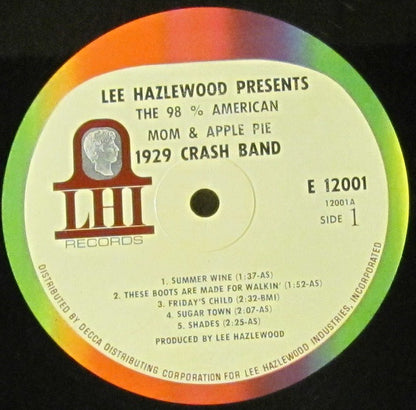 LEE HAZLEWOOD PRESENTS
THE 98 % AMERICAN
MOM & APPLE PIE
1929 CRASH BAND
LHI
RECORDS
E 12001
12001A
SIDE 1
1. SUMMER WINE (1:37-AS)
2. THESE BOOTS ARE MADE FOR WALKIN' (1:52-AS)
3. FRIDAY'S CHILD (2:32-BMI)
4. SUGAR TOWN (2:07-AS)
5. SHADES (2:25-AS)
PRODUCED BY LEE HAZLEWOOD
DISTRIBUTED BY DECCA DISTRIBUTING CORPORATION FOR LEE HAZLEWOOD INDUSTRIES, INCORPORATED